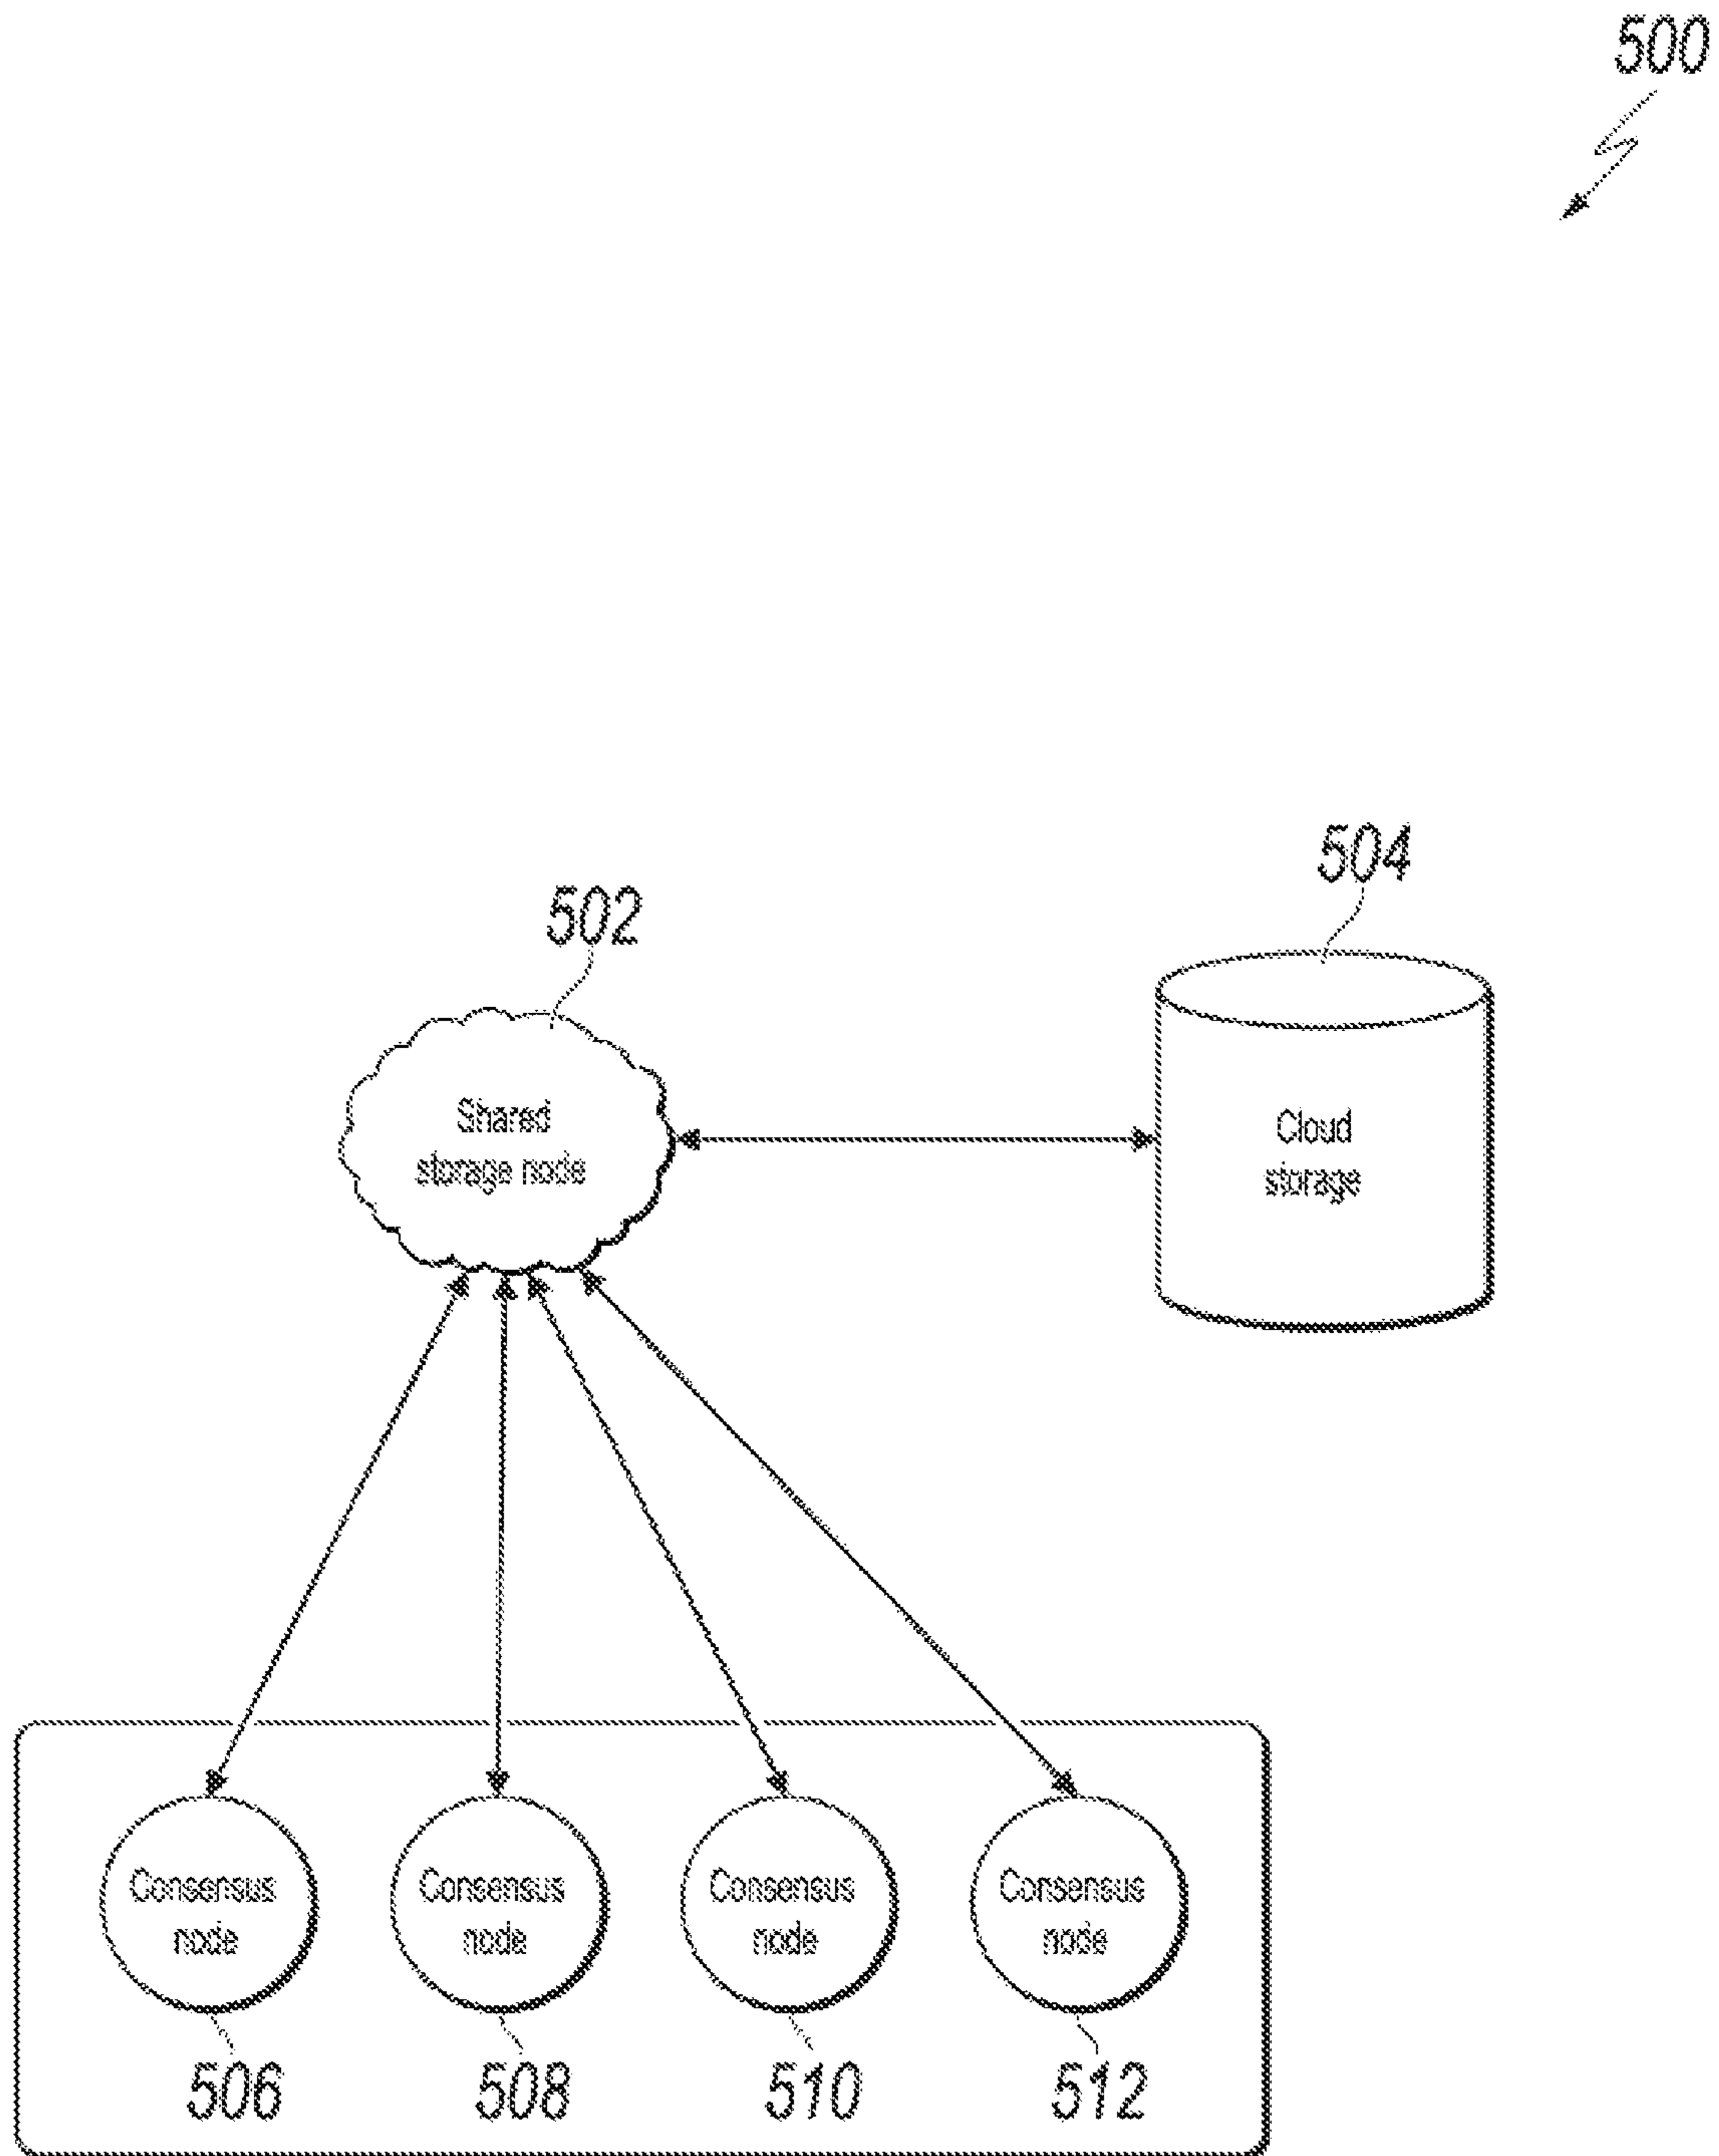 500
504
502
Shared
storage node
Cloud
storage
Consensus
node
Consensus
node
Consensus
node
Consensus
node
506
508
510
512